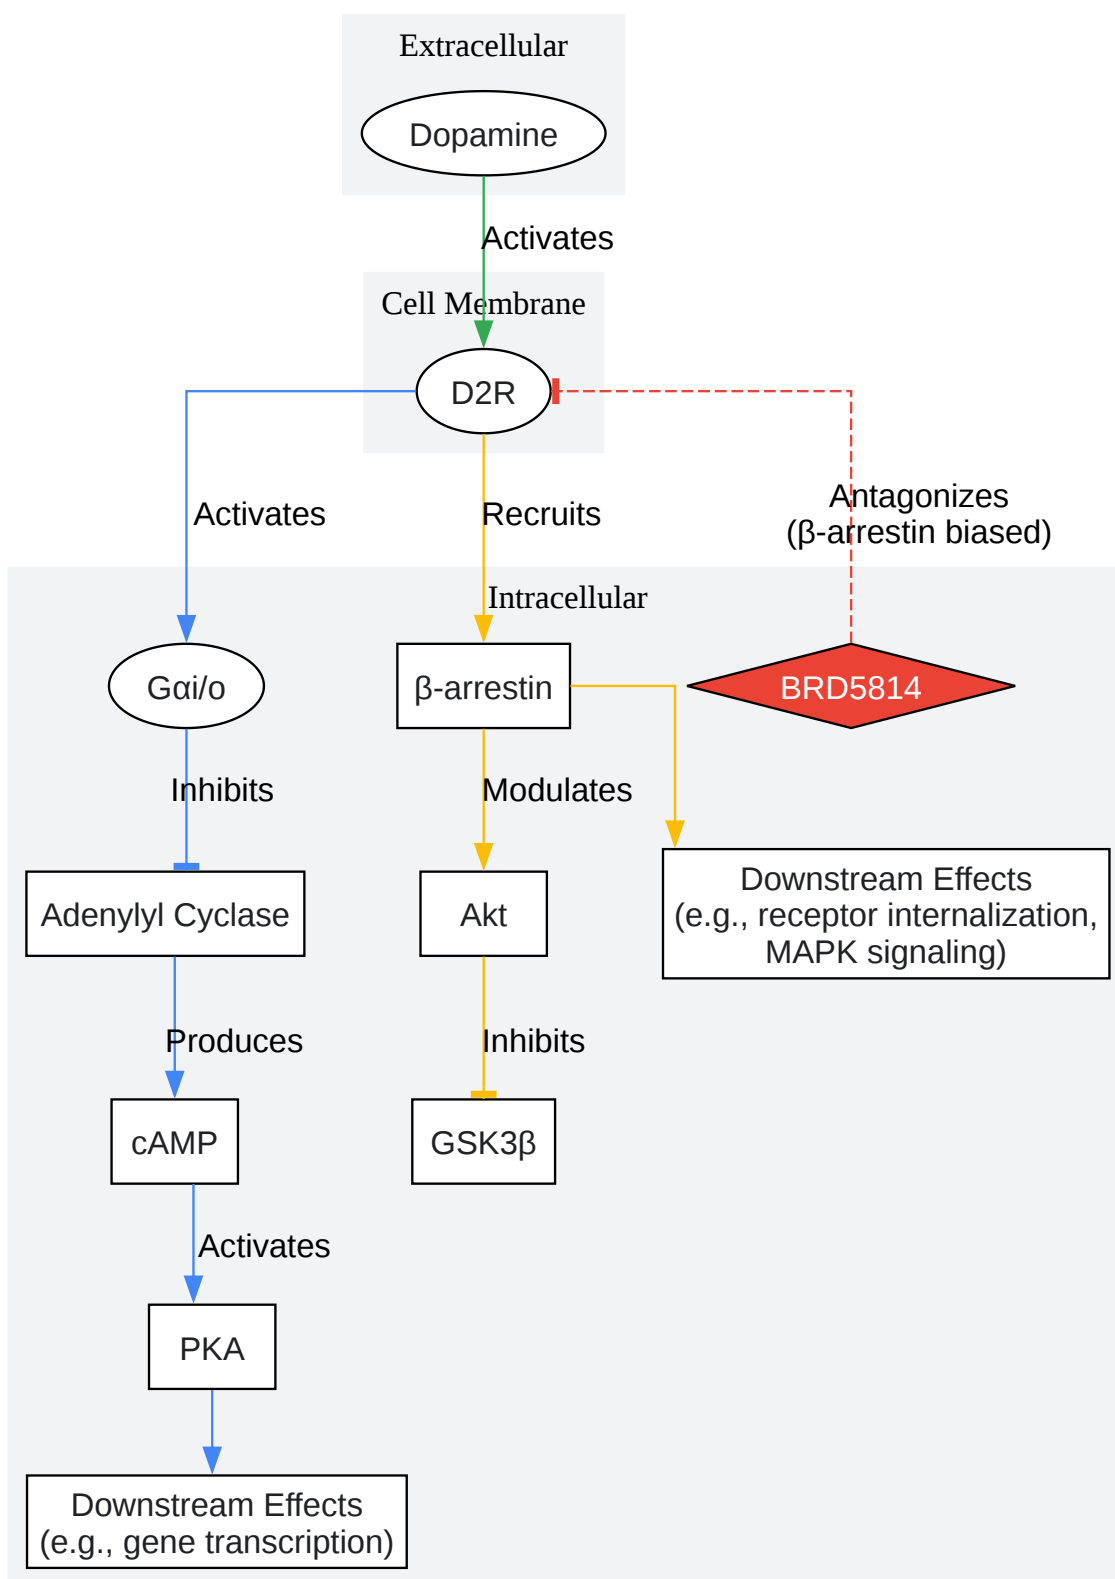 Extracellular
Dopamine
Activates
Cell Membrane
D2R
Activates
Recruits
Antagonizes
(β-arrestin biased)
Intracellular
Gαi/o
β-arrestin
BRD5814
Inhibits
Modulates
Adenylyl Cyclase
Akt
Downstream Effects
(e.g., receptor internalization,
MAPK signaling)
Produces
Inhibits
cAMP
GSK3β
Activates
PKA
Downstream Effects
(e.g., gene transcription)